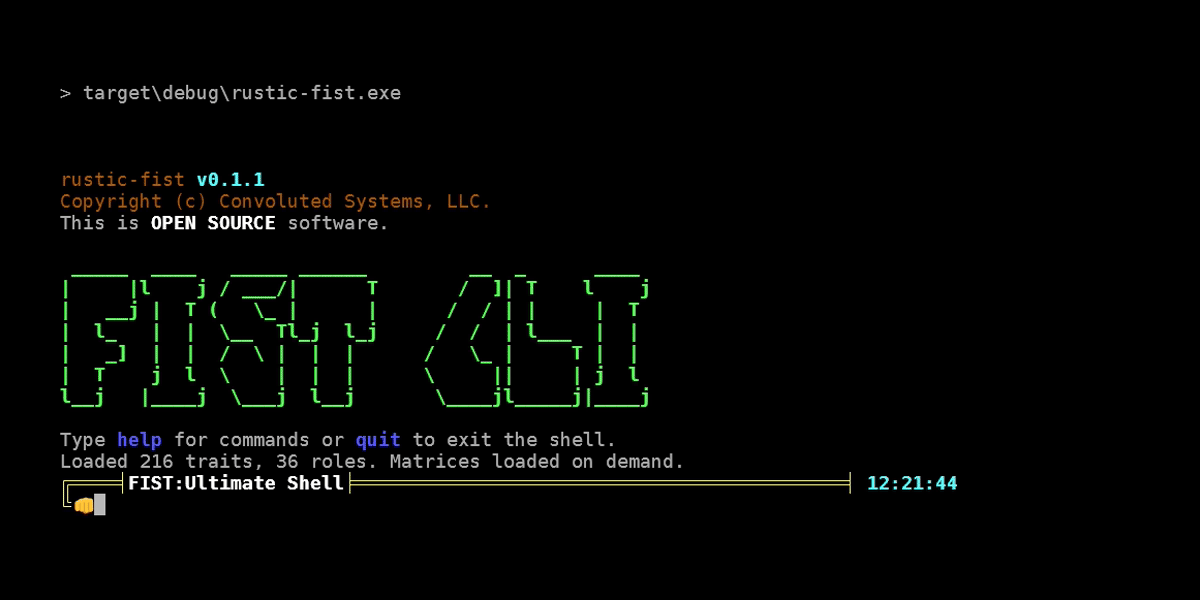 > target\debug\rustic-fist.exe
rustic-fist v0.1.1
Copyright (c) Convoluted Systems, LLC.
This is OPEN SOURCE software.
FIST CLI
Type help for commands or quit to exit the shell.
Loaded 216 traits, 36 roles. Matrices loaded on demand.
FIST:Ultimate Shell 12:21:44